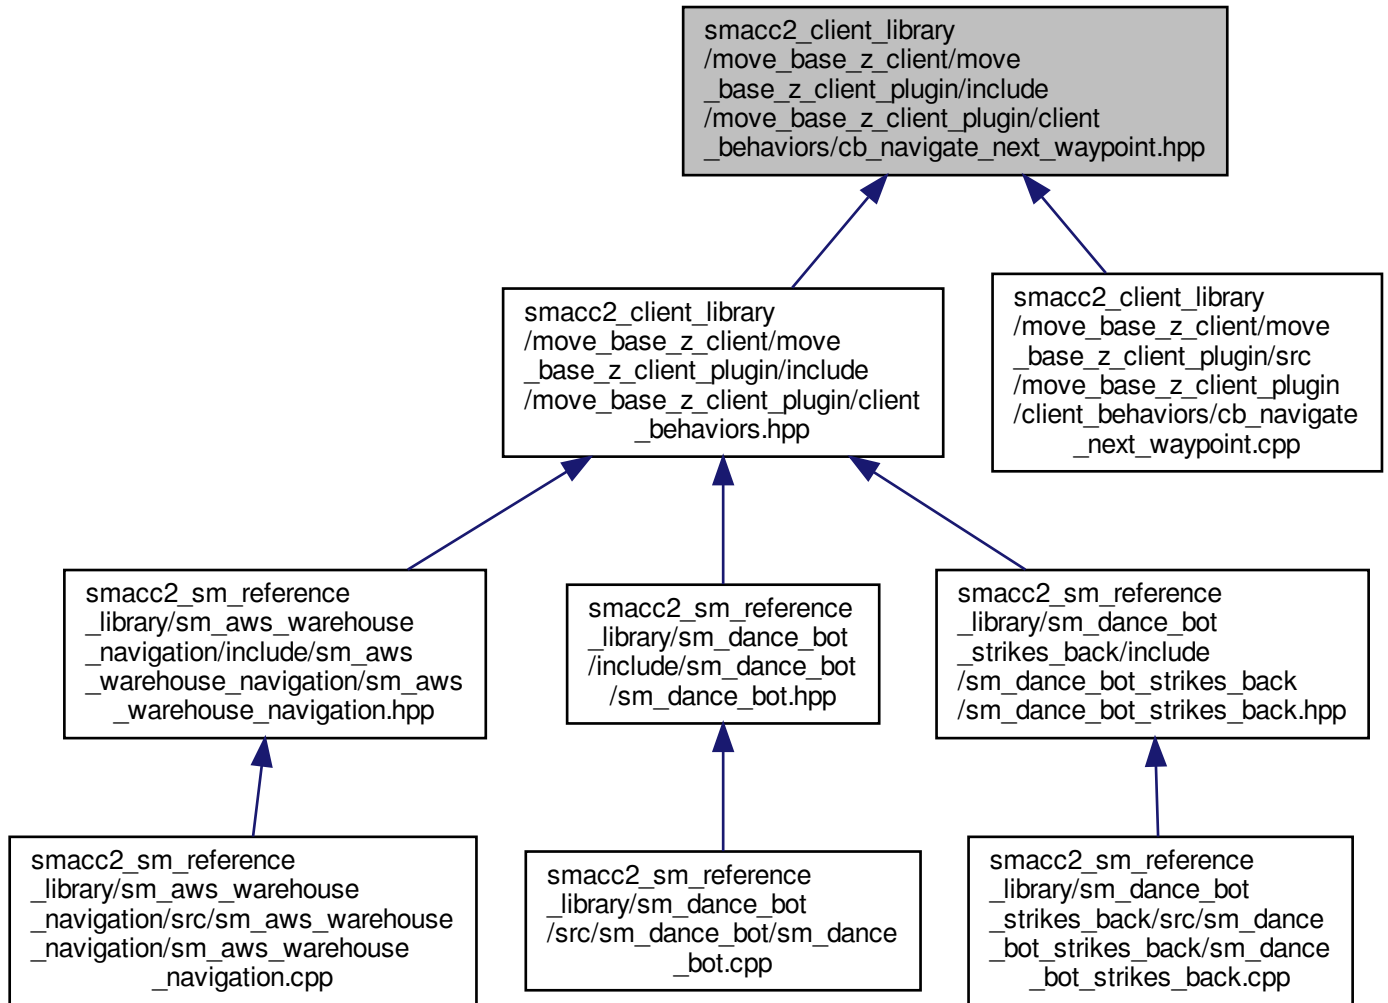 smacc2_client_library
/move_base_z_client/move
_base_z_client_plugin/include
/move_base_z_client_plugin/client
_behaviors/cb_navigate_next_waypoint.hpp
smacc2_client_library
/move_base_z_client/move
_base_z_client_plugin/include
/move_base_z_client_plugin/client
_behaviors.hpp
smacc2_client_library
/move_base_z_client/move
_base_z_client_plugin/src
/move_base_z_client_plugin
/client_behaviors/cb_navigate
_next_waypoint.cpp
smacc2_sm_reference
_library/sm_aws_warehouse
_navigation/include/sm_aws
_warehouse_navigation/sm_aws
_warehouse_navigation.hpp
smacc2_sm_reference
_library/sm_dance_bot
/include/sm_dance_bot
/sm_dance_bot.hpp
smacc2_sm_reference
_library/sm_dance_bot
_strikes_back/include
/sm_dance_bot_strikes_back
/sm_dance_bot_strikes_back.hpp
smacc2_sm_reference
_library/sm_aws_warehouse
_navigation/src/sm_aws_warehouse
_navigation/sm_aws_warehouse
_navigation.cpp
smacc2_sm_reference
_library/sm_dance_bot
/src/sm_dance_bot/sm_dance
_bot.cpp
smacc2_sm_reference
_library/sm_dance_bot
_strikes_back/src/sm_dance
_bot_strikes_back/sm_dance
_bot_strikes_back.cpp